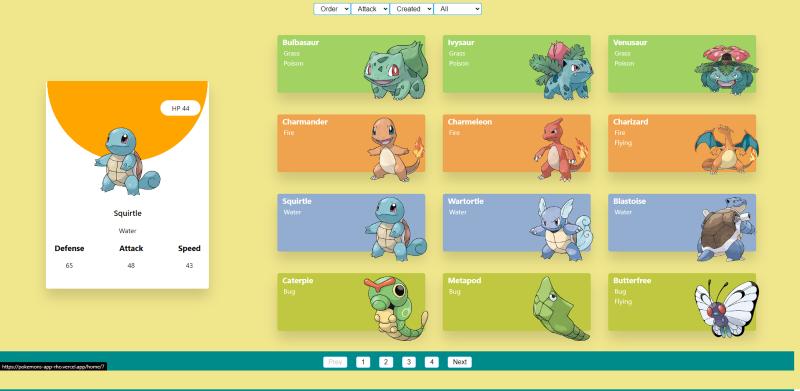 Order Attack Created All
HP 44
Squirtle
Water
Defense Attack Speed
65 48 43
Bulbasaur
Grass
Poison
Ivysaur
Grass
Poison
Venusaur
Grass
Poison
Charmander
Fire
Charmeleon
Fire
Charizard
Fire
Flying
Squirtle
Water
Wartortle
Water
Blastoise
Water
Caterpie
Bug
Metapod
Bug
Butterfree
Bug
Flying
Prev 1 2 3 4 Next
https://pokemons-app-rho.vercel.app/home/7